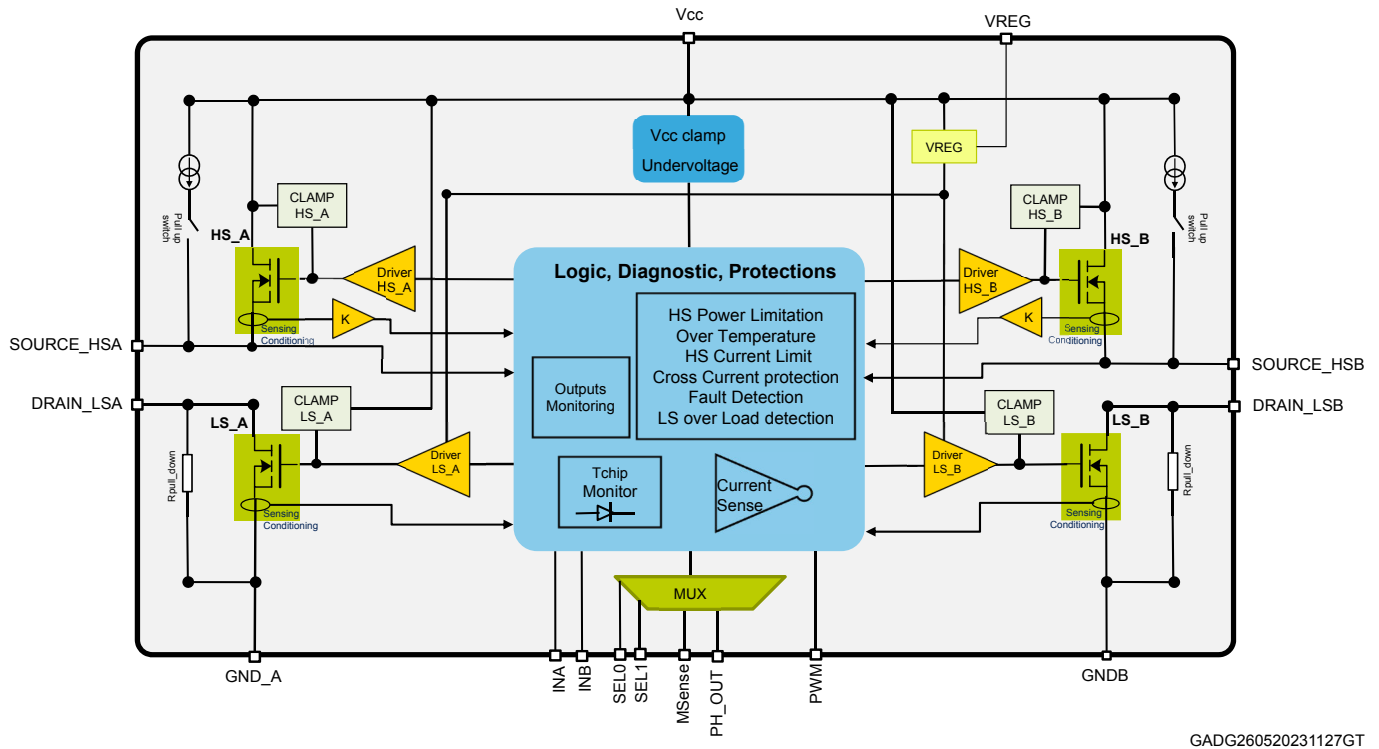 Vcc
VREG
Vcc clamp
Undervoltage
VREG
Pull up
switch
CLAMP
HS_A
HS_A
Driver
HS_A
K
Sensing
Conditioning
SOURCE_HSA
CLAMP
HS_B
HS_B
Driver
HS_B
K
Sensing
Conditioning
Pull up
switch
SOURCE_HSB
Logic, Diagnostic, Protections
HS Power Limitation
Over Temperature
HS Current Limit
Cross Current protection
Fault Detection
LS over Load detection
Outputs
Monitoring
Tchip
Monitor
Current
Sense
DRAIN_LSA
CLAMP
LS_A
LS_A
Driver
LS_A
Rpull_down
Sensing
Conditioning
DRAIN_LSB
CLAMP
LS_B
LS_B
Driver
LS_B
Rpull_down
Sensing
Conditioning
MUX
GND_A
INA
INB
SEL0
SEL1
MSense
PH_OUT
PWM
GNDB
GADG260520231127GT